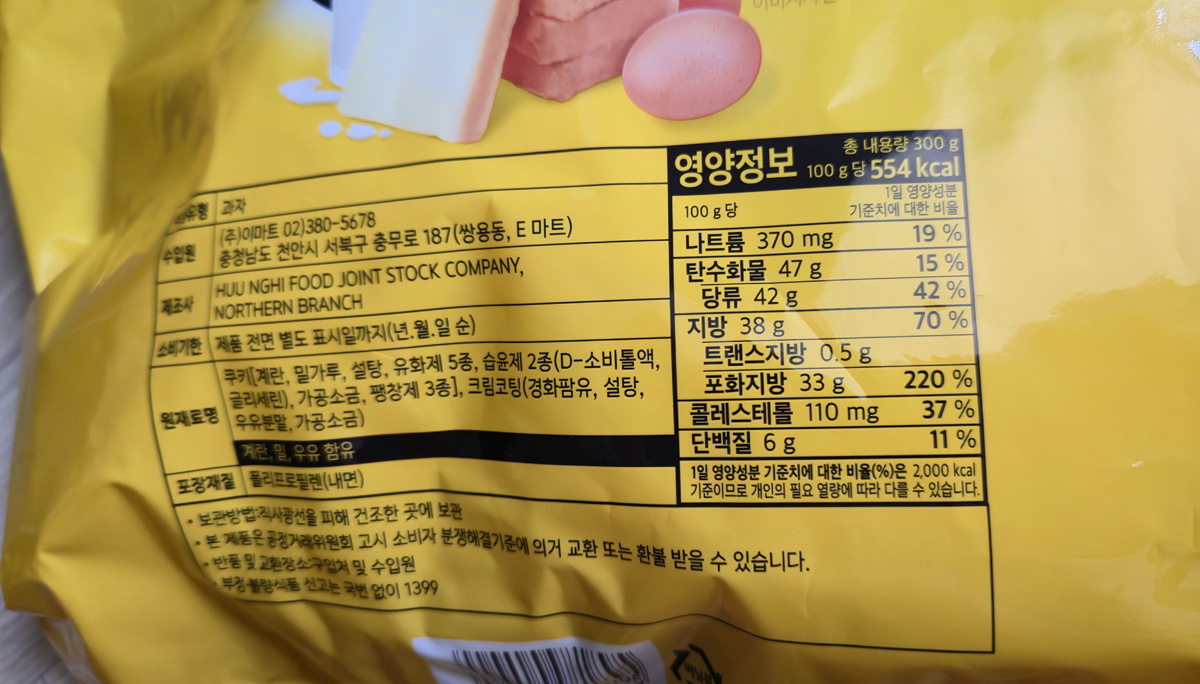 유형 과자
수입원 (주)이마트 02)380-5678
충청남도 천안시 서북구 충무로 187(쌍용동, E 마트)
제조사 HUU NGHI FOOD JOINT STOCK COMPANY,
NORTHERN BRANCH
소비기한 제품 전면 별도 표시일까지(년.월.일 순)
원재료명 쿠키[계란, 밀가루, 설탕, 유화제 5종, 습윤제 2종(D-소비톨액,
글리세린), 가공소금, 팽창제 3종], 크림코팅(경화팜유, 설탕,
우유분말, 가공소금)
계란, 밀, 우유 함유
포장재질 폴리프로필렌(내면)
• 보관방법:직사광선을 피해 건조한 곳에 보관
• 본 제품은 공정거래위원회 고시 소비자 분쟁해결기준에 의거 교환 또는 환불 받을 수 있습니다.
• 반품 및 교환장소:구입처 및 수입원
• 부정·불량식품 신고는 국번 없이 1399
영양정보
총 내용량 300 g
100 g 당 554 kcal
100 g 당
1일 영양성분
기준치에 대한 비율
나트륨 370 mg 19 %
탄수화물 47 g 15 %
당류 42 g 42 %
지방 38 g 70 %
트랜스지방 0.5 g
포화지방 33 g 220 %
콜레스테롤 110 mg 37 %
단백질 6 g 11 %
1일 영양성분 기준치에 대한 비율(%)은 2,000 kcal
기준이므로 개인의 필요 열량에 따라 다를 수 있습니다.